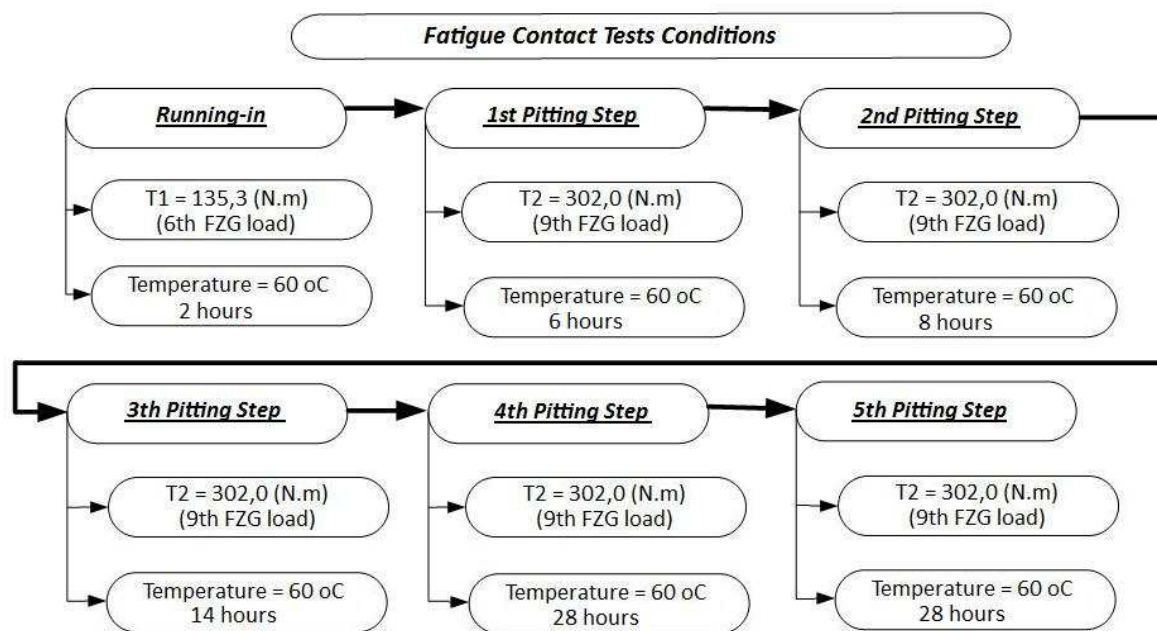 Fatigue Contact Tests Conditions
Running-in
T1 = 135,3 (N.m)
(6th FZG load)
Temperature = 60 oC
2 hours
1st Pitting Step
T2 = 302,0 (N.m)
(9th FZG load)
Temperature = 60 oC
6 hours
2nd Pitting Step
T2 = 302,0 (N.m)
(9th FZG load)
Temperature = 60 oC
8 hours
3th Pitting Step
T2 = 302,0 (N.m)
(9th FZG load)
Temperature = 60 oC
14 hours
4th Pitting Step
T2 = 302,0 (N.m)
(9th FZG load)
Temperature = 60 oC
28 hours
5th Pitting Step
T2 = 302,0 (N.m)
(9th FZG load)
Temperature = 60 oC
28 hours